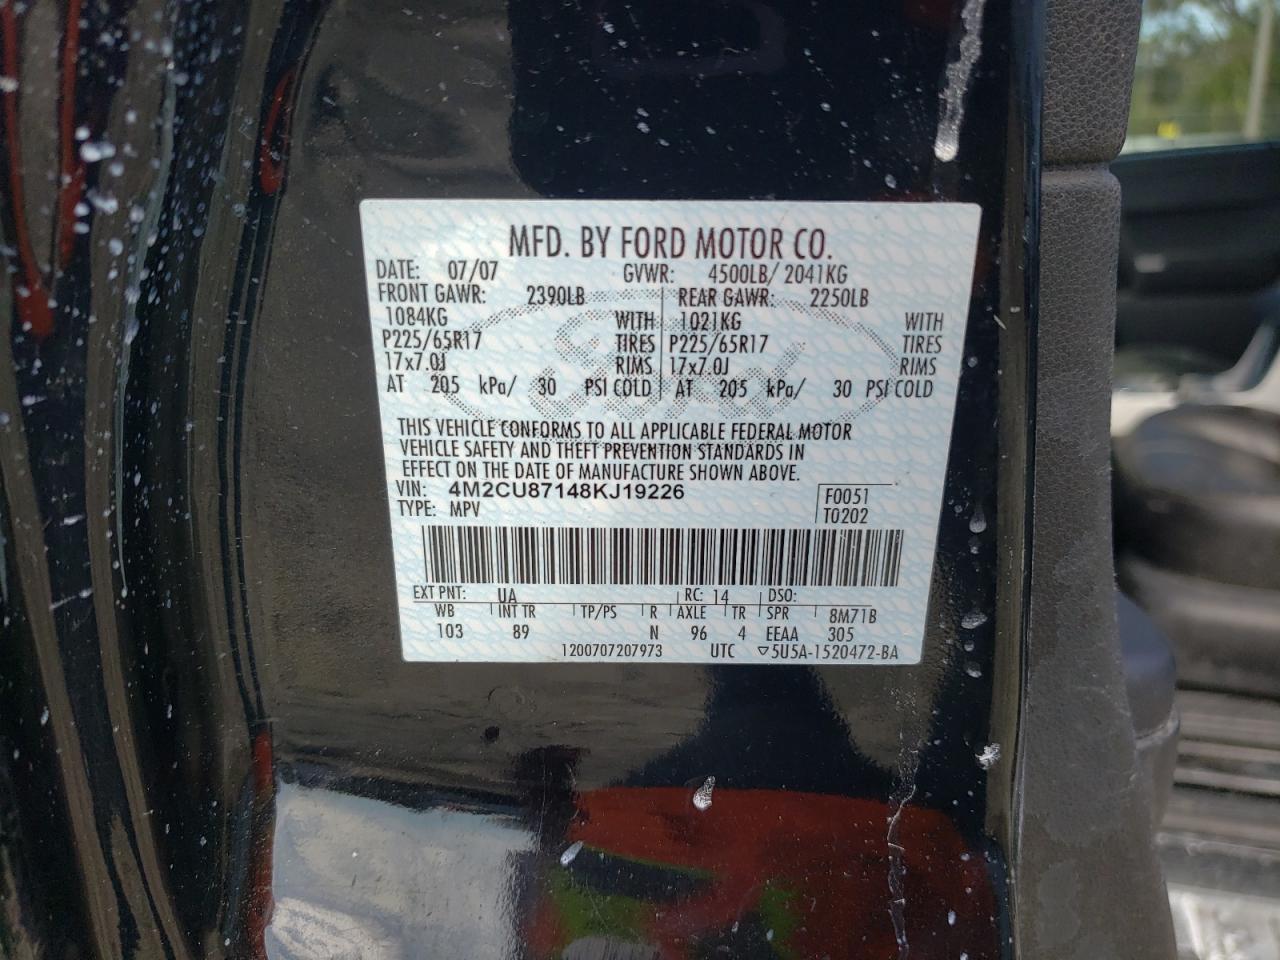 MFD. BY FORD MOTOR CO.
DATE: 07/07 GVWR: 4500LB/ 2041KG
FRONT GAWR: 2390LB REAR GAWR: 2250LB
1084KG WITH 1021KG WITH
P225/65R17 TIRES P225/65R17 TIRES
17x7.0J RIMS 17x7.0J RIMS
AT 205 kPa/ 30 PSI COLD AT 205 kPa/ 30 PSI COLD
THIS VEHICLE CONFORMS TO ALL APPLICABLE FEDERAL MOTOR
VEHICLE SAFETY AND THEFT PREVENTION STANDARDS IN
EFFECT ON THE DATE OF MANUFACTURE SHOWN ABOVE.
VIN: 4M2CU87148KJ19226 F0051
TYPE: MPV T0202
EXT PNT: UA RC: 14 DSO:
WB INT TR TP/PS R AXLE TR SPR 8M71B
103 89 N 96 4 EEAA 305
1200707207973 UTC ▽5U5A-1520472-BA